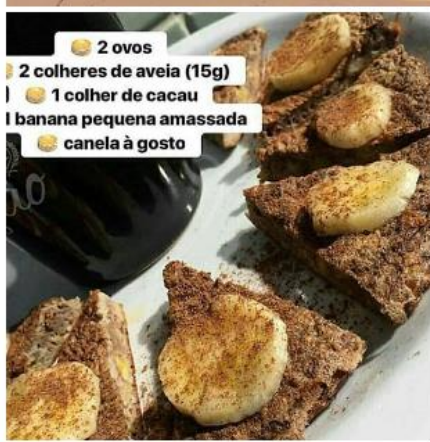 🥞 2 ovos
🥞 2 colheres de aveia (15g)
🥞 1 colher de cacau
1 banana pequena amassada
🥞 canela à gosto